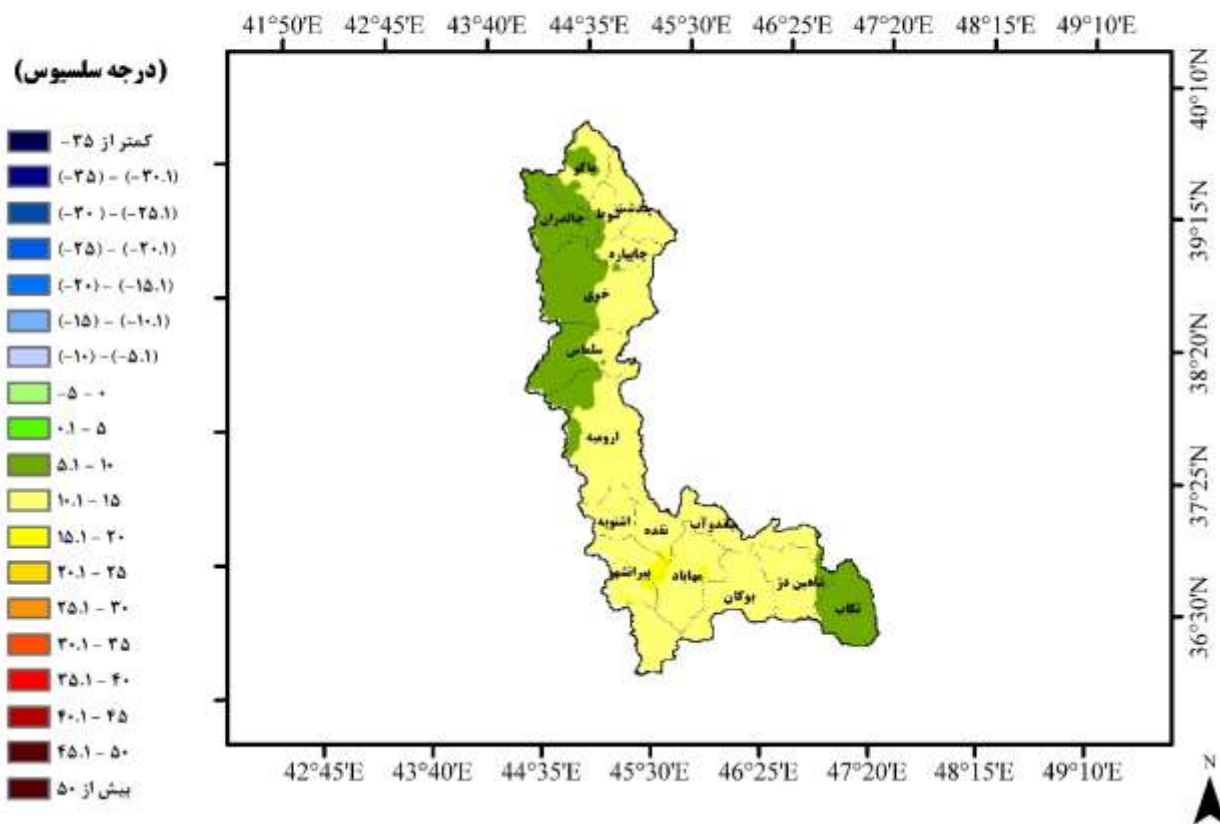 41°50'E 42°45'E 43°40'E 44°35'E 45°30'E 46°25'E 47°20'E 48°15'E 49°10'E
(درجه سلسیوس)
کمتر از ۳۵-
(-۳۵) - (-۳۰.۱)
(-۳۰) - (-۲۵.۱)
(-۲۵) - (-۲۰.۱)
(-۲۰) - (-۱۵.۱)
(-۱۵) - (-۱۰.۱)
(-۱۰) - (-۵.۱)
-۵ - ۰
۰.۱ - ۵
۵.۱ - ۱۰
۱۰.۱ - ۱۵
۱۵.۱ - ۲۰
۲۰.۱ - ۲۵
۲۵.۱ - ۳۰
۳۰.۱ - ۳۵
۳۵.۱ - ۴۰
۴۰.۱ - ۴۵
۴۵.۱ - ۵۰
بیش از ۵۰
ماکو
چالدران
شوط
چایپاره
خوی
سلماس
ارومیه
اشنویه
نقده
میاندوآب
پیرانشهر
مهاباد
بوکان
شاهین دژ
تکاب
40°10'N
39°15'N
38°20'N
37°25'N
36°30'N
42°45'E 43°40'E 44°35'E 45°30'E 46°25'E 47°20'E 48°15'E 49°10'E
N